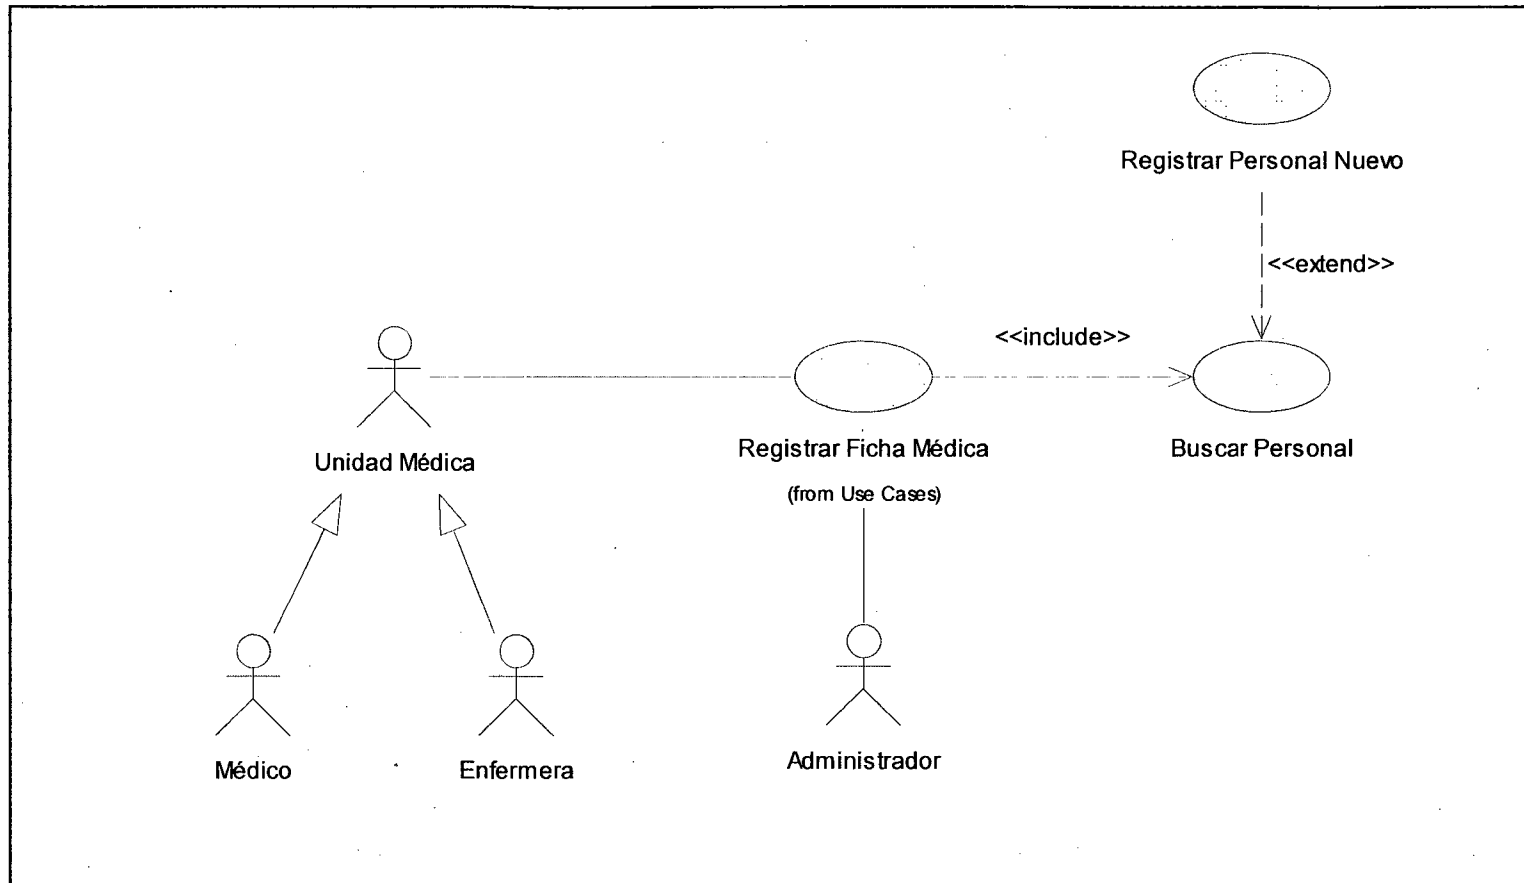 Registrar Personal Nuevo
<<extend>>
<<include>>
Unidad Médica
Registrar Ficha Médica
(from Use Cases)
Buscar Personal
Médico
Enfermera
Administrador